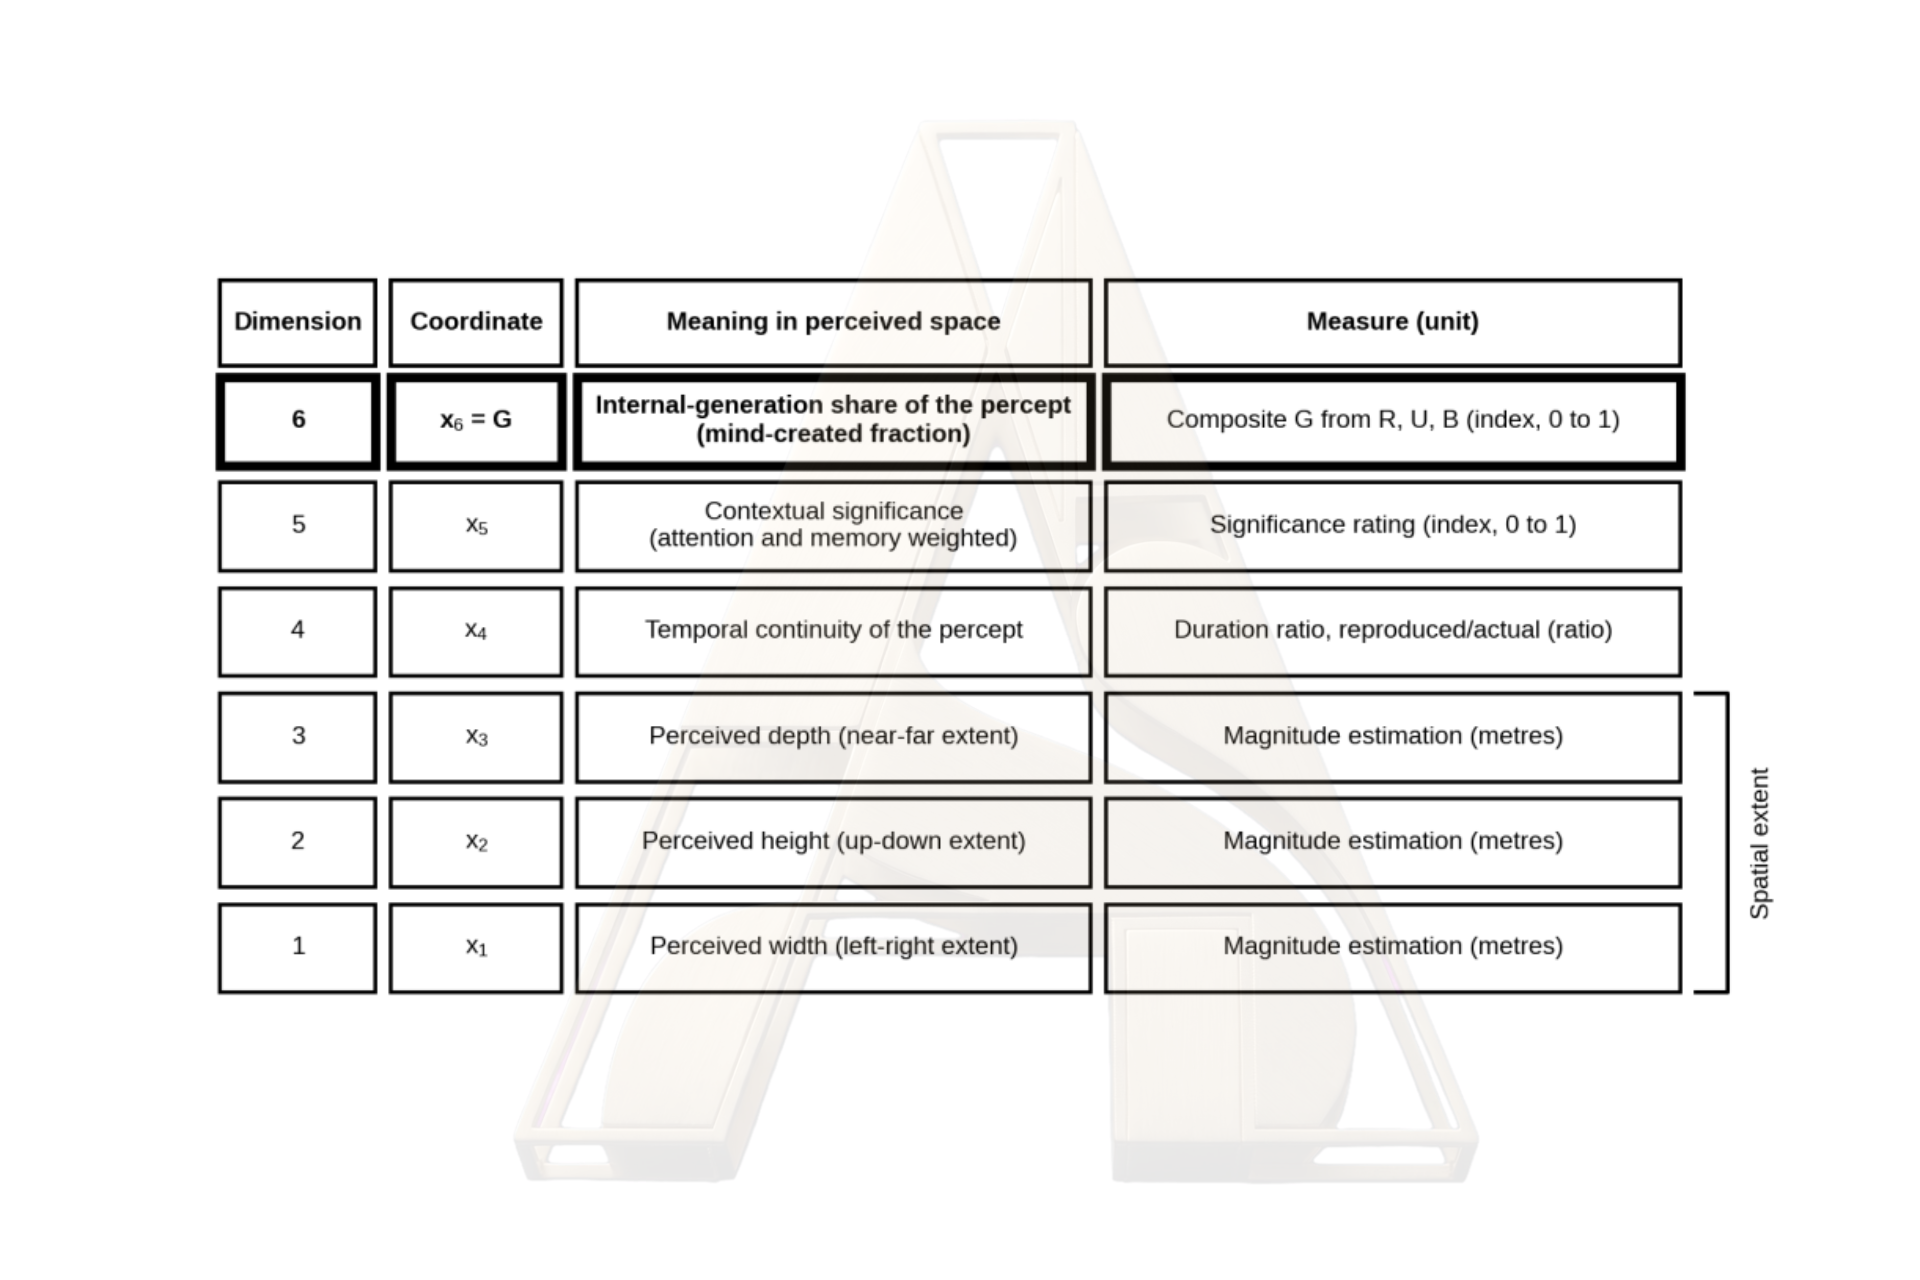 Dimension Coordinate Meaning in perceived space Measure (unit)
6 x₆ = G Internal-generation share of the percept Composite G from R, U, B (index, 0 to 1)
(mind-created fraction)
5 x₅ Contextual significance Significance rating (index, 0 to 1)
(attention and memory weighted)
4 x₄ Temporal continuity of the percept Duration ratio, reproduced/actual (ratio)
3 x₃ Perceived depth (near-far extent) Magnitude estimation (metres)
2 x₂ Perceived height (up-down extent) Magnitude estimation (metres)
1 x₁ Perceived width (left-right extent) Magnitude estimation (metres)
Spatial extent